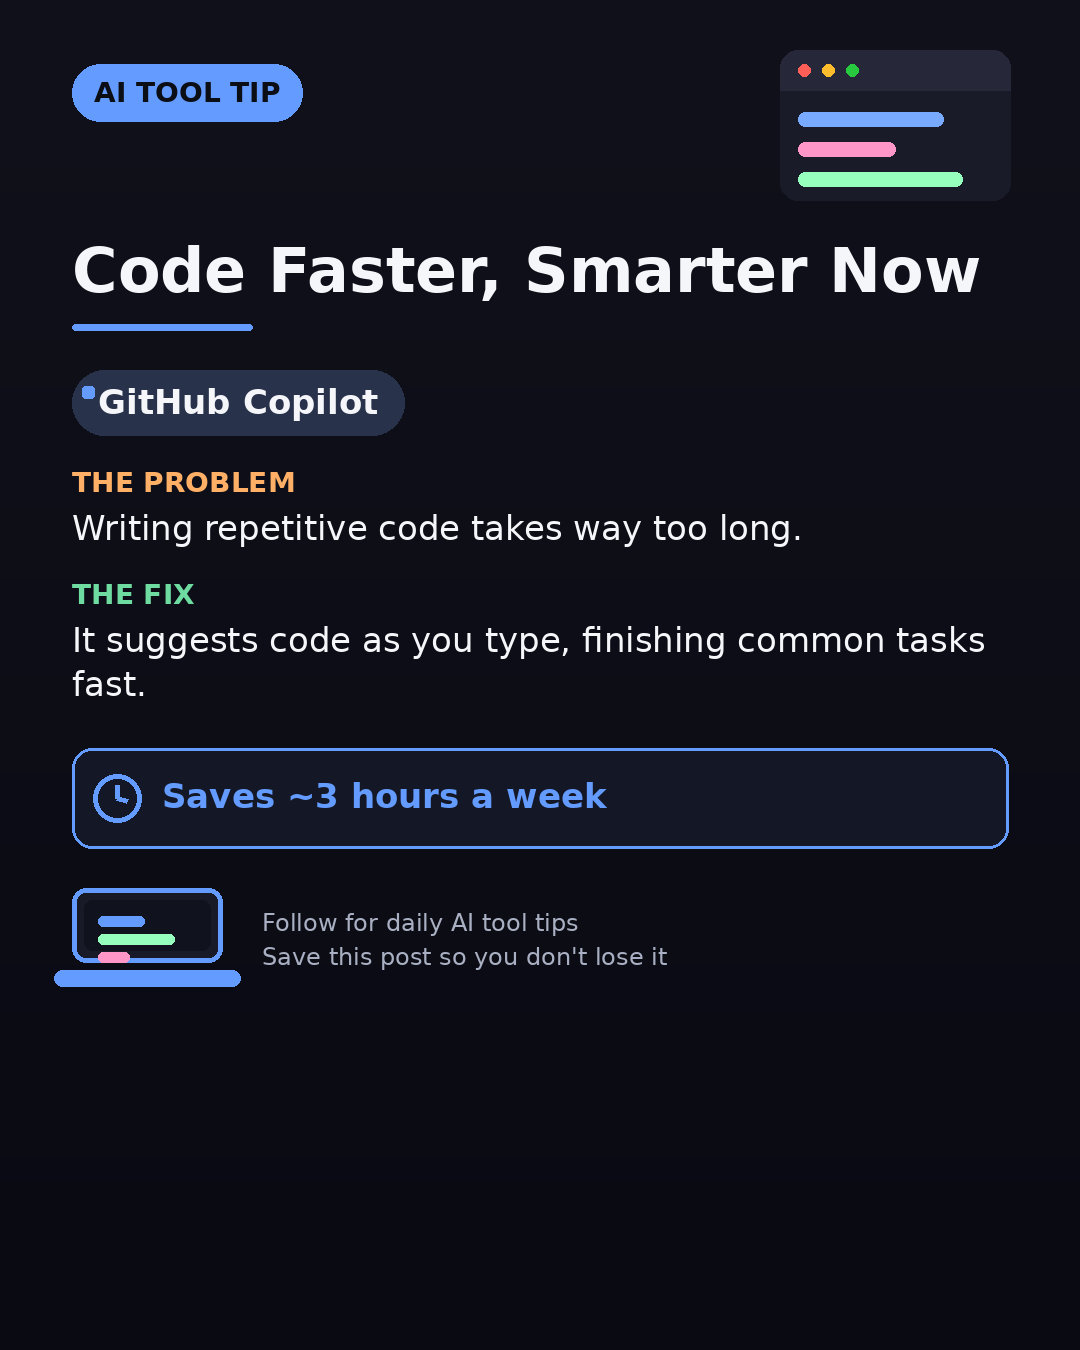 AI TOOL TIP
Code Faster, Smarter Now
GitHub Copilot
THE PROBLEM
Writing repetitive code takes way too long.
THE FIX
It suggests code as you type, finishing common tasks
fast.
Saves ~3 hours a week
Follow for daily AI tool tips
Save this post so you don't lose it